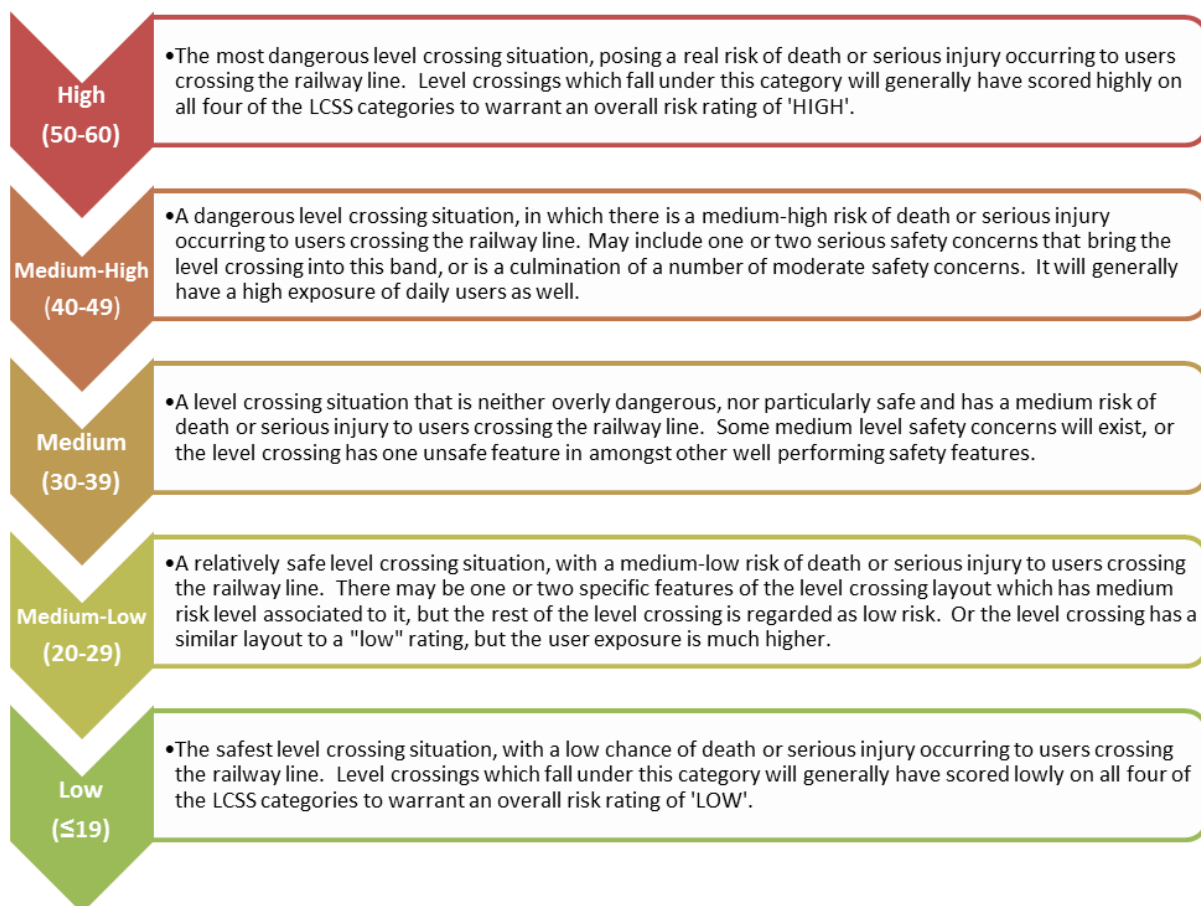 High
(50-60)
•The most dangerous level crossing situation, posing a real risk of death or serious injury occurring to users
crossing the railway line.  Level crossings which fall under this category will generally have scored highly on
all four of the LCSS categories to warrant an overall risk rating of 'HIGH'.
Medium-High
(40-49)
•A dangerous level crossing situation, in which there is a medium-high risk of death or serious injury
occurring to users crossing the railway line. May include one or two serious safety concerns that bring the
level crossing into this band, or is a culmination of a number of moderate safety concerns.  It will generally
have a high exposure of daily users as well.
Medium
(30-39)
•A level crossing situation that is neither overly dangerous, nor particularly safe and has a medium risk of
death or serious injury to users crossing the railway line.  Some medium level safety concerns will exist, or
the level crossing has one unsafe feature in amongst other well performing safety features.
Medium-Low
(20-29)
•A relatively safe level crossing situation, with a medium-low risk of death or serious injury to users crossing
the railway line.  There may be one or two specific features of the level crossing layout which has medium
risk level associated to it, but the rest of the level crossing is regarded as low risk.  Or the level crossing has a
similar layout to a "low" rating, but the user exposure is much higher.
Low
(≤19)
•The safest level crossing situation, with a low chance of death or serious injury occurring to users crossing
the railway line.  Level crossings which fall under this category will generally have scored lowly on all four of
the LCSS categories to warrant an overall risk rating of 'LOW'.